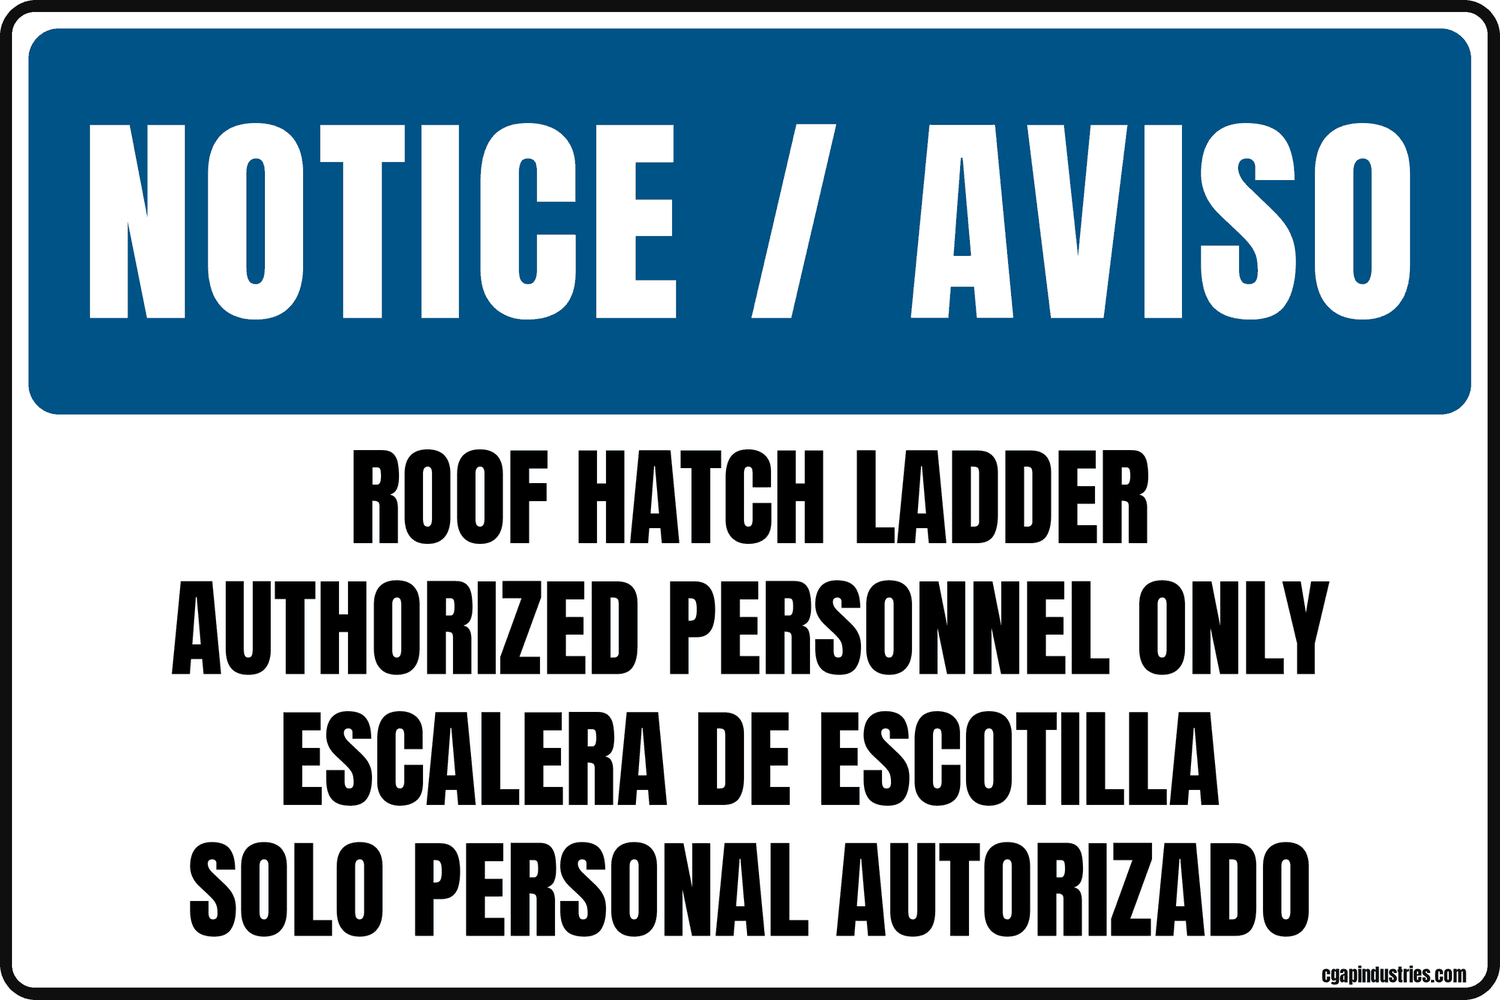 NOTICE / AVISO
ROOF HATCH LADDER
AUTHORIZED PERSONNEL ONLY
ESCALERA DE ESCOTILLA
SOLO PERSONAL AUTORIZADO
cgapindustries.com